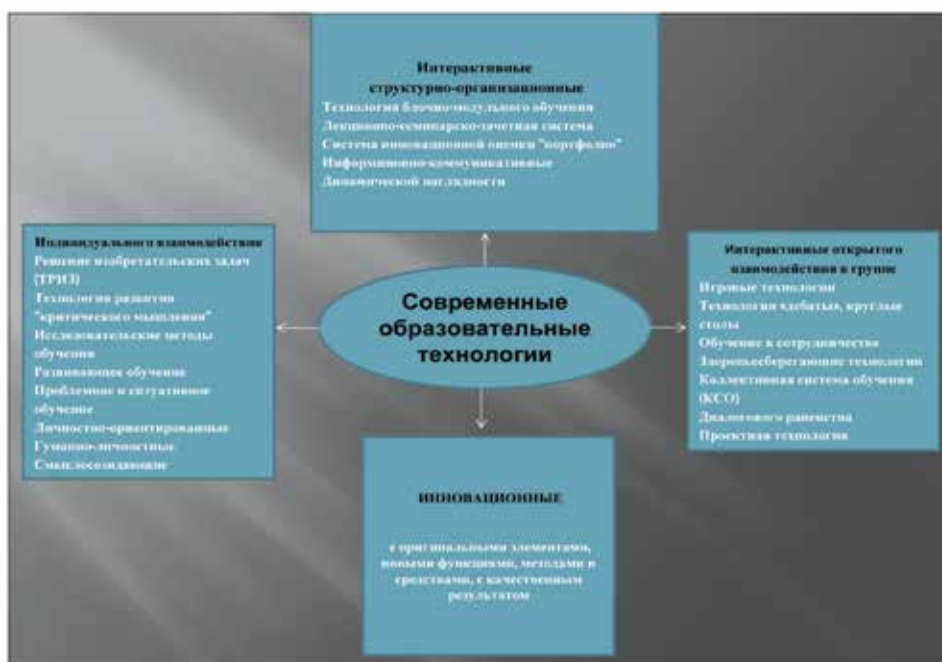 Интерактивные
структурно-организационные
Технология блочно-модульного обучения
Лекционно-семинарско-зачетная система
Система инновационной оценки "портфолио"
Информационно-коммуникативные
Динамической наглядности
Индивидуального взаимодействия
Решение изобретательских задач
(ТРИЗ)
Технология развития
"критического мышления"
Исследовательские методы
обучения
Развивающее обучение
Проблемное и ситуативное
обучение
Личностно-ориентированные
Гуманно-личностные
Смыслосозидающие
Современные
образовательные
технологии
Интерактивные открытого
взаимодействия в группе
Игровые технологии
Технология «дебаты», круглые
столы
Обучение в сотрудничестве
Здоровьесберегающие технологии
Коллективная система обучения
(КСО)
Диалогового равенства
Проектная технология
ИННОВАЦИОННЫЕ
с оригинальными элементами,
новыми функциями, методами и
средствами, с качественным
результатом